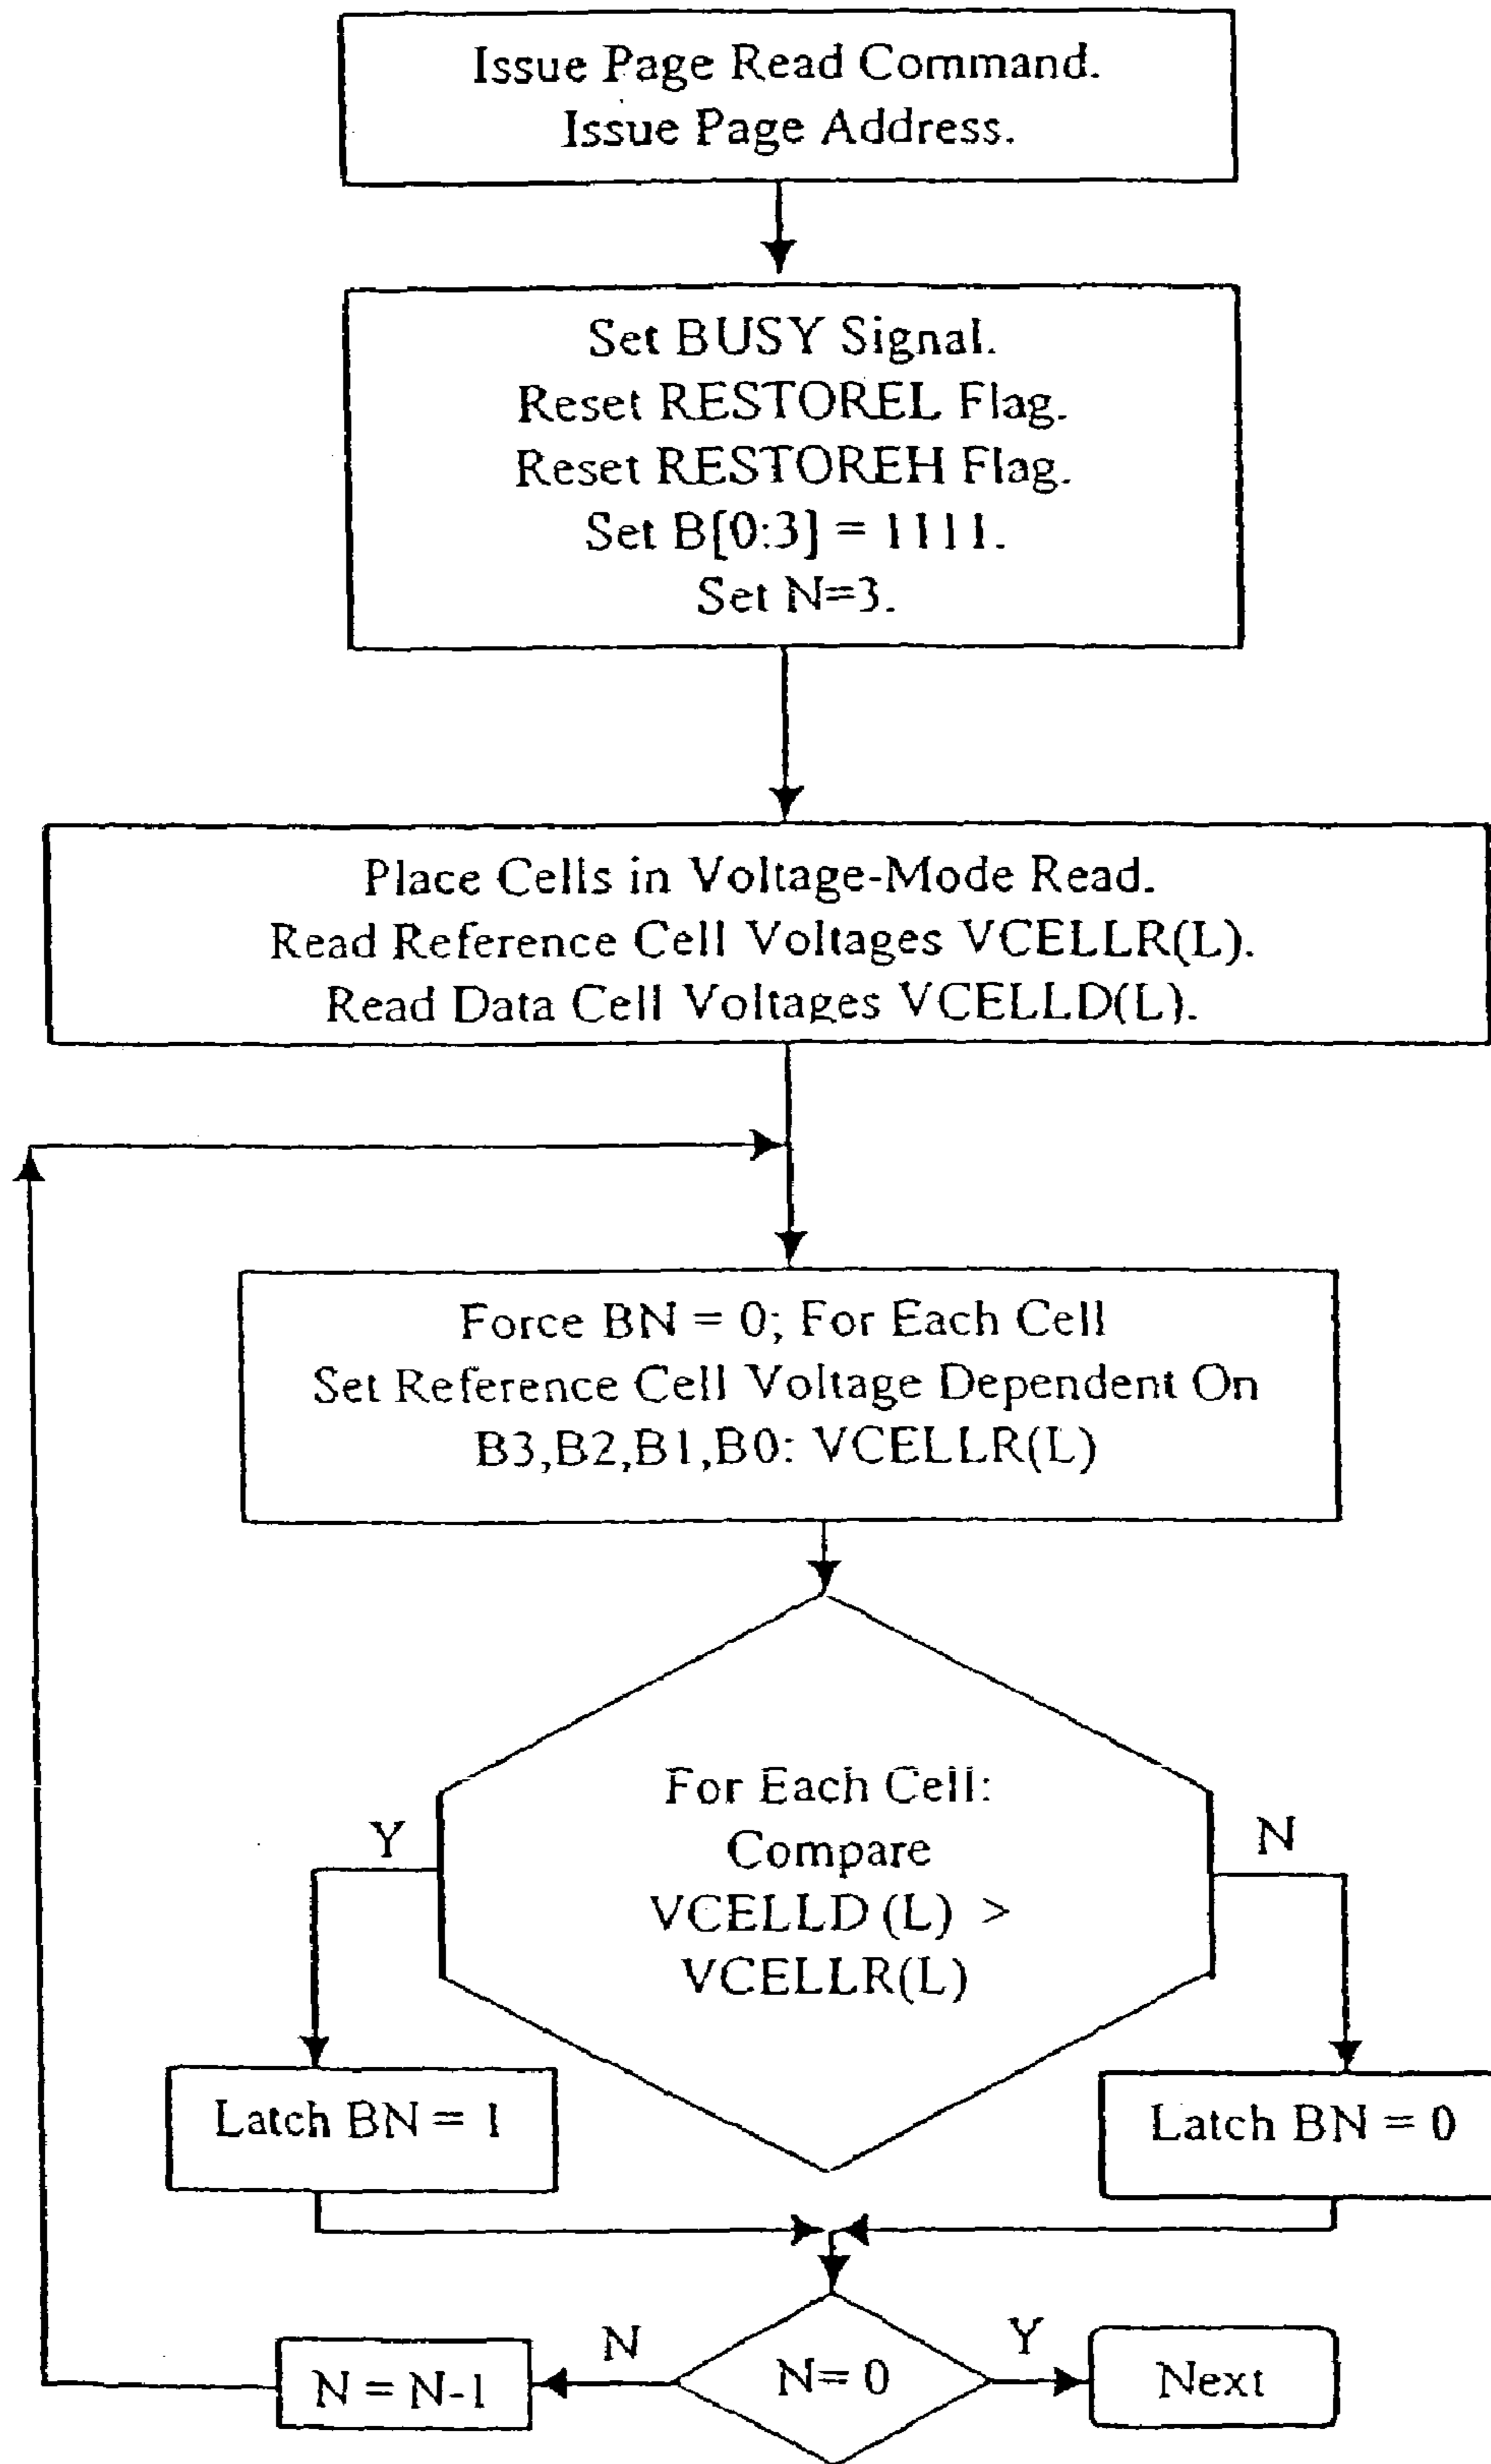 Issue Page Read Command.
Issue Page Address.
Set BUSY Signal.
Reset RESTOREL Flag.
Reset RESTOREH Flag.
Set B[0:3] = 1111.
Set N=3.
Place Cells in Voltage-Mode Read.
Read Reference Cell Voltages VCELLR(L).
Read Data Cell Voltages VCELLD(L).
Force BN = 0; For Each Cell
Set Reference Cell Voltage Dependent On
B3,B2,B1,B0: VCELLR(L)
For Each Cell:
Compare
VCELLD (L) >
VCELLR(L)
Y
N
Latch BN = 1
Latch BN = 0
N = N-1
N
N= 0
Y
Next